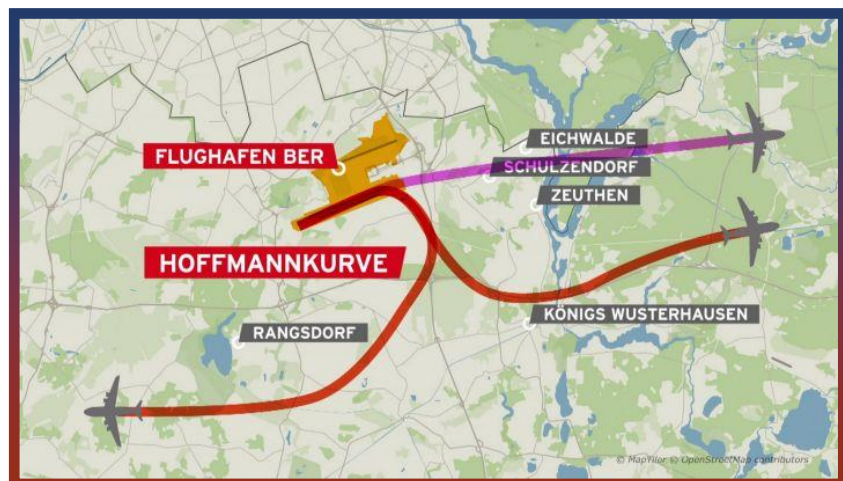 EICHWALDE
FLUGHAFEN BER
SCHULZENDORF
ZEUTHEN
HOFFMANNKURVE
KÖNIGS WUSTERHAUSEN
RANGSDORF
© MapTiler © OpenStreetMap contributors